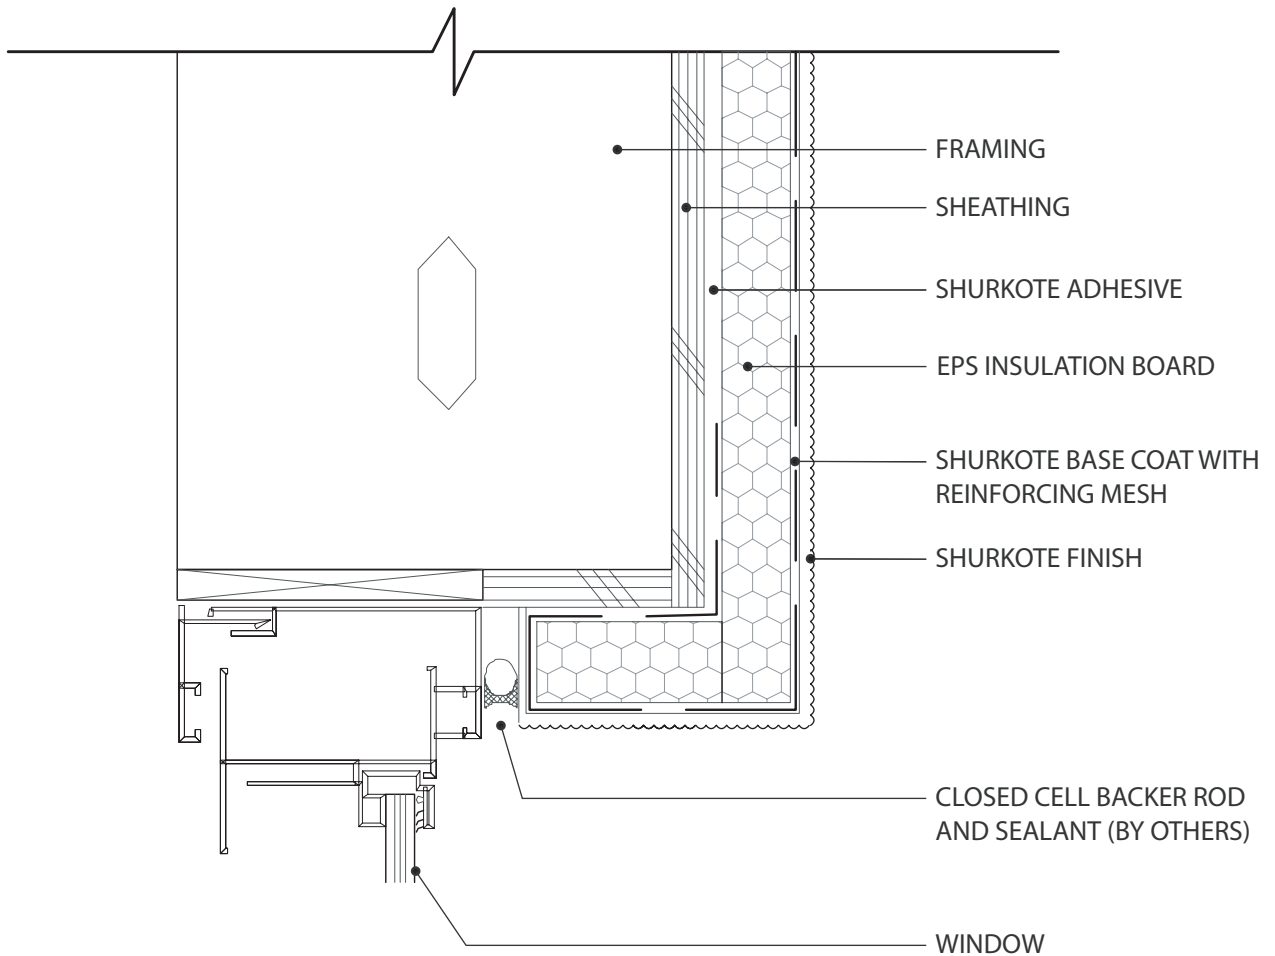 FRAMING
SHEATHING
SHURKOTE ADHESIVE
EPS INSULATION BOARD
SHURKOTE BASE COAT WITH
REINFORCING MESH
SHURKOTE FINISH
CLOSED CELL BACKER ROD
AND SEALANT (BY OTHERS)
WINDOW